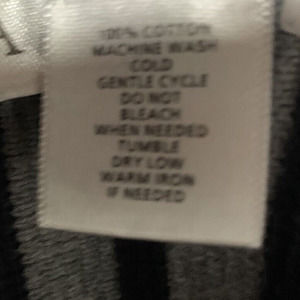 100% COTTON
MACHINE WASH
COLD
GENTLE CYCLE
DO NOT
BLEACH
WHEN NEEDED
TUMBLE
DRY LOW
WARM IRON
IF NEEDED